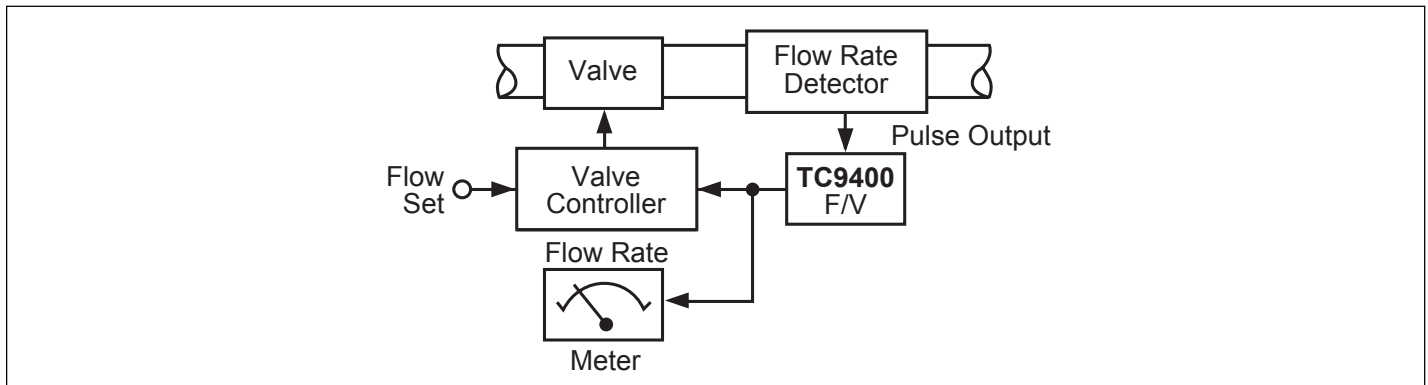 Valve
Flow Rate
Detector
Pulse Output
Flow
Set
Valve
Controller
TC9400
F/V
Flow Rate
Meter